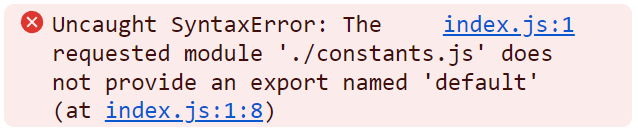 Uncaught SyntaxError: The index.js:1
requested module './constants.js' does
not provide an export named 'default'
(at index.js:1:8)